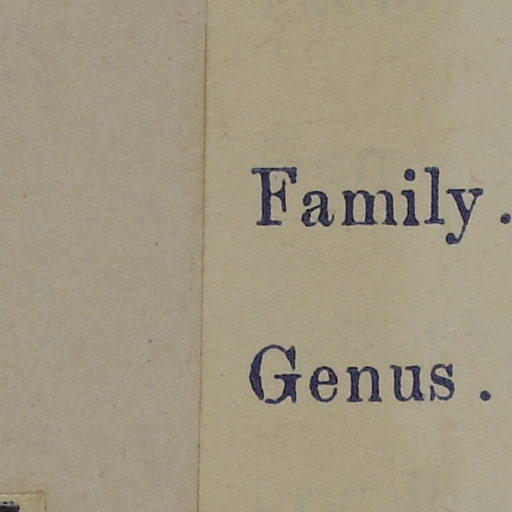 Family .
Genus .